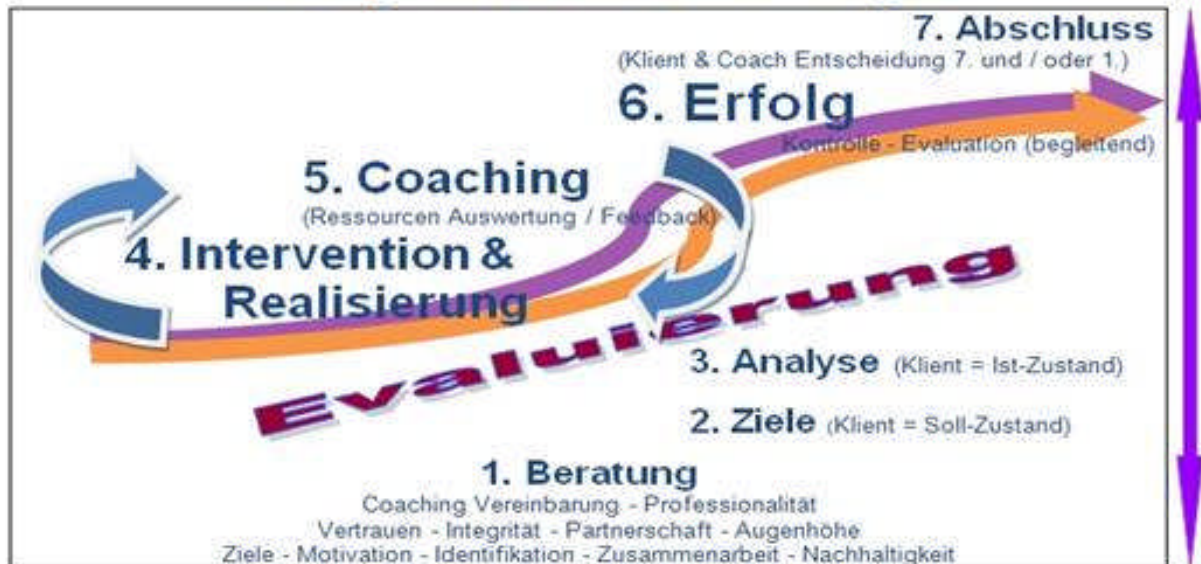 7. Abschluss
(Klient & Coach Entscheidung 7. und / oder 1.)
6. Erfolg
Kontrolle - Evaluation (begleitend)
5. Coaching
(Ressourcen Auswertung / Feedback)
4. Intervention &
Realisierung
Evaluierung
3. Analyse (Klient = Ist-Zustand)
2. Ziele (Klient = Soll-Zustand)
1. Beratung
Coaching Vereinbarung - Professionalität
Vertrauen - Integrität - Partnerschaft - Augenhöhe
Ziele - Motivation - Identifikation - Zusammenarbeit - Nachhaltigkeit